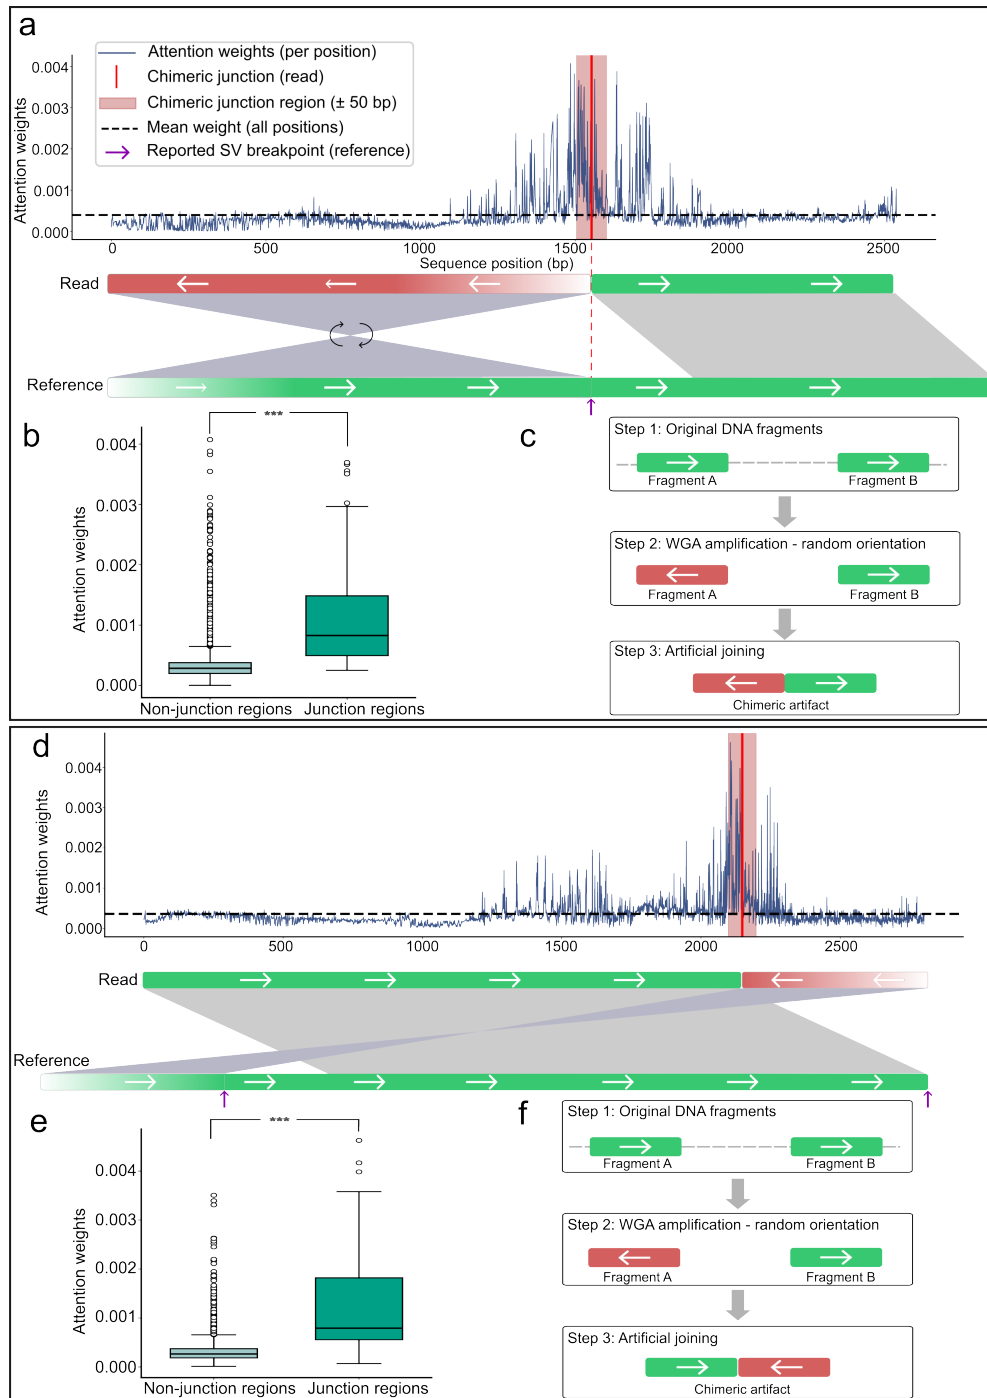 a
Attention weights (per position)
Chimeric junction (read)
Chimeric junction region (± 50 bp)
Mean weight (all positions)
Reported SV breakpoint (reference)
Attention weights
0.004
0.003
0.002
0.001
0.000
0 500 1000 1500 2000 2500
Sequence position (bp)
Read
Reference
b
***
Attention weights
0.004
0.003
0.002
0.001
0.000
Non-junction regions Junction regions
c
Step 1: Original DNA fragments
Fragment A Fragment B
Step 2: WGA amplification - random orientation
Fragment A Fragment B
Step 3: Artificial joining
Chimeric artifact
d
Attention weights
0.004
0.003
0.002
0.001
0.000
0 500 1000 1500 2000 2500
Read
Reference
e
***
Attention weights
0.004
0.003
0.002
0.001
0.000
Non-junction regions Junction regions
f
Step 1: Original DNA fragments
Fragment A Fragment B
Step 2: WGA amplification - random orientation
Fragment A Fragment B
Step 3: Artificial joining
Chimeric artifact